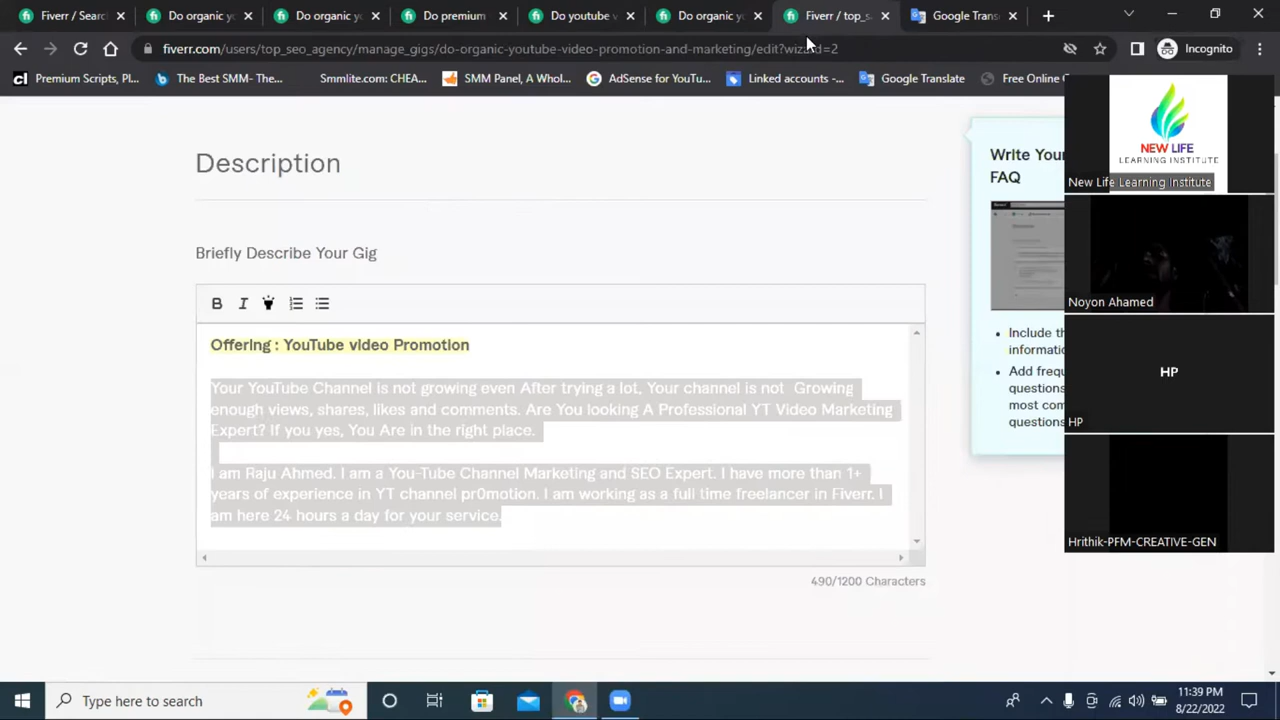 Fiverr / Searc
Do organic yo
Do organic yo
Do premium
Do youtube v
Do organic yo
Fiverr / top_s
Google Trans
fiverr.com/users/top_seo_agency/manage_gigs/do-organic-youtube-video-promotion-and-marketing/edit?wizard=2
Incognito
Premium Scripts, Pl...
The Best SMM- The...
Smmlite.com: CHEA...
SMM Panel, A Whol...
AdSense for YouTu...
Linked accounts -...
Google Translate
Free Online
Description
Briefly Describe Your Gig
B I
Offering : YouTube video Promotion
Your YouTube Channel is not growing even After trying a lot, Your channel is not Growing
enough views, shares, likes and comments. Are You looking A Professional YT Video Marketing
Expert? If you yes, You Are in the right place.
I am Raju Ahmed. I am a You-Tube Channel Marketing and SEO Expert. I have more than 1+
years of experience in YT channel pr0motion. I am working as a full time freelancer in Fiverr. I
am here 24 hours a day for your service.
490/1200 Characters
Write You
FAQ
Include th
informatio
Add frequ
questions
most com
questions
NEW LIFE
LEARNING INSTITUTE
New Life Learning Institute
Noyon Ahamed
HP
HP
Hrithik-PFM-CREATIVE-GEN
Type here to search
11:39 PM
8/22/2022